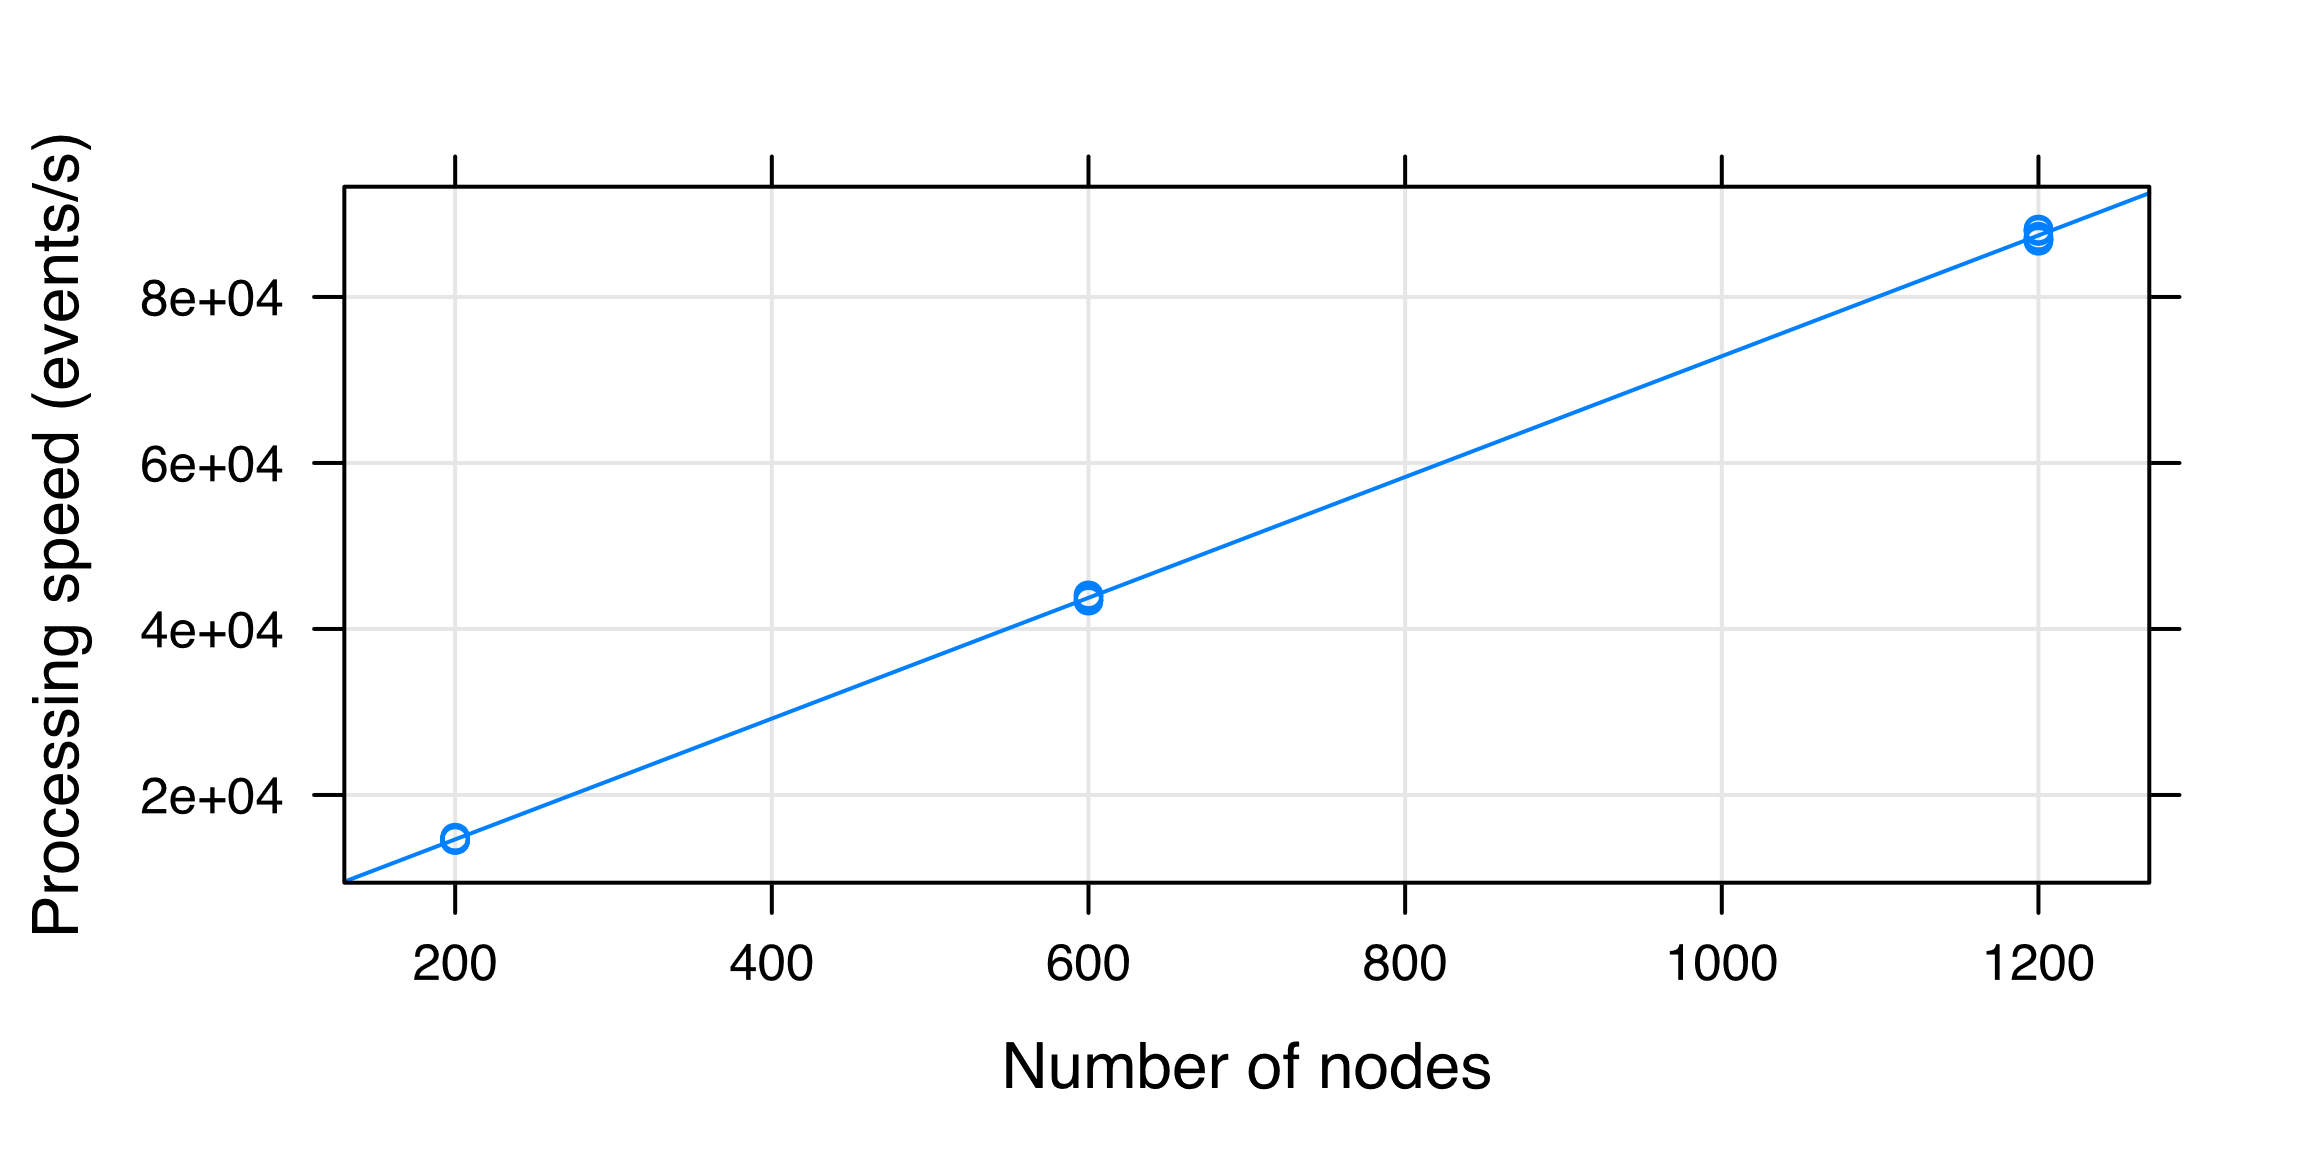 Processing speed (events/s)
8e+04
6e+04
4e+04
2e+04
200 400 600 800 1000 1200
Number of nodes